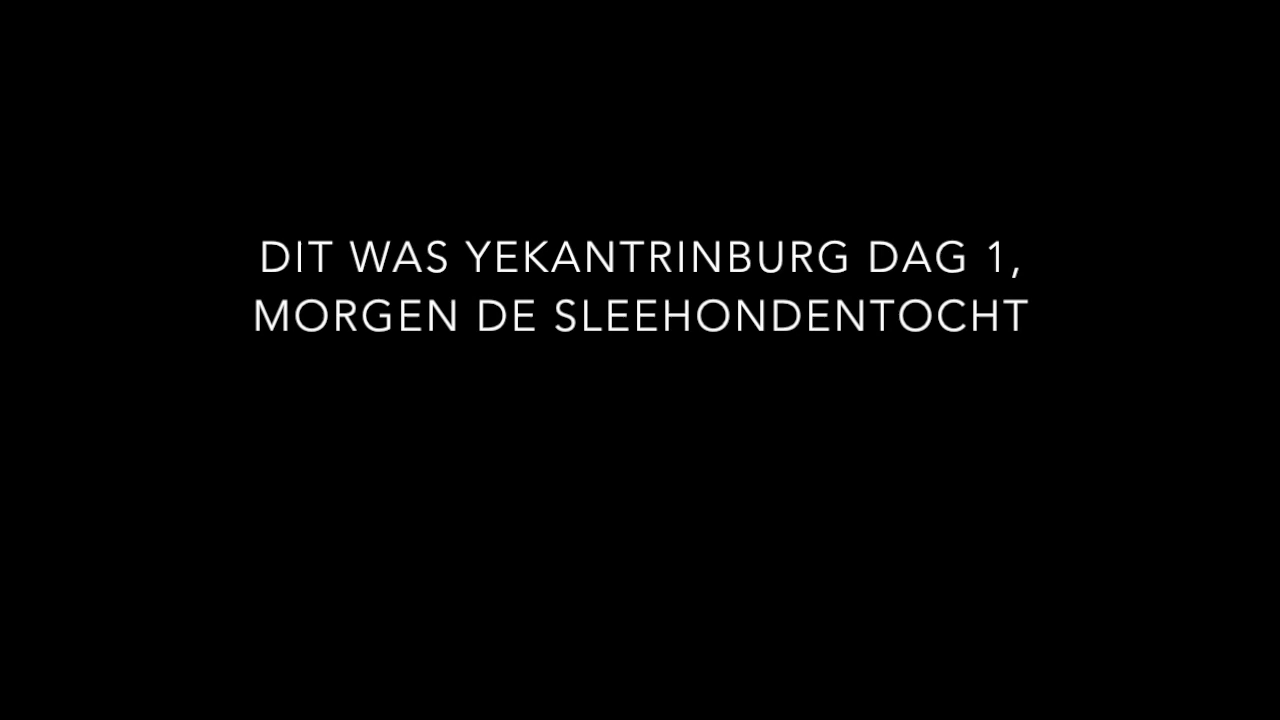 DIT WAS YEKANTRINBURG DAG 1,
MORGEN DE SLEEHONDENTOCHT